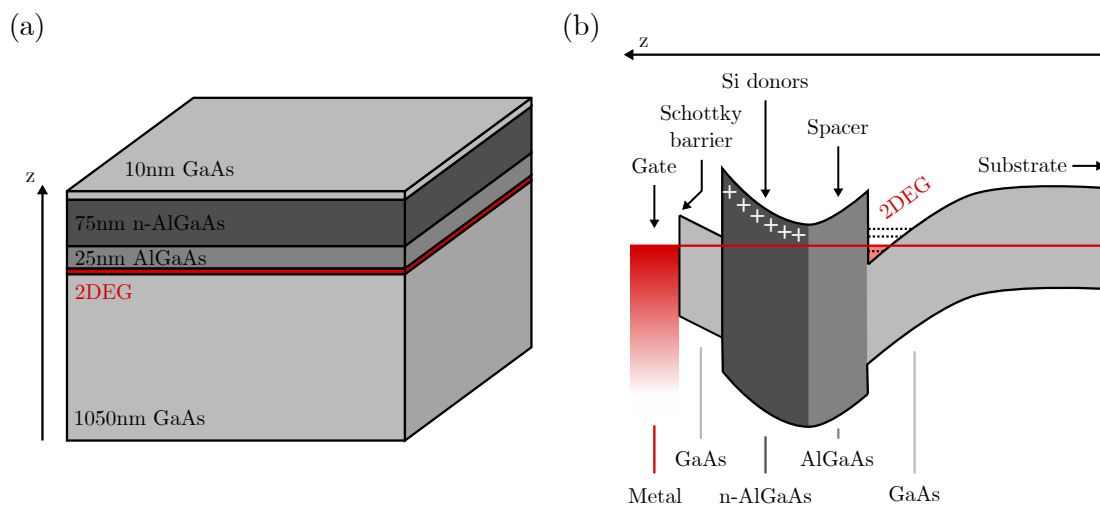 (a)
z
10nm GaAs
75nm n-AlGaAs
25nm AlGaAs
2DEG
1050nm GaAs
(b)
z
Si donors
Schottky
barrier
Spacer
Gate
Substrate
2DEG
+++++++
GaAs
AlGaAs
Metal
n-AlGaAs
GaAs